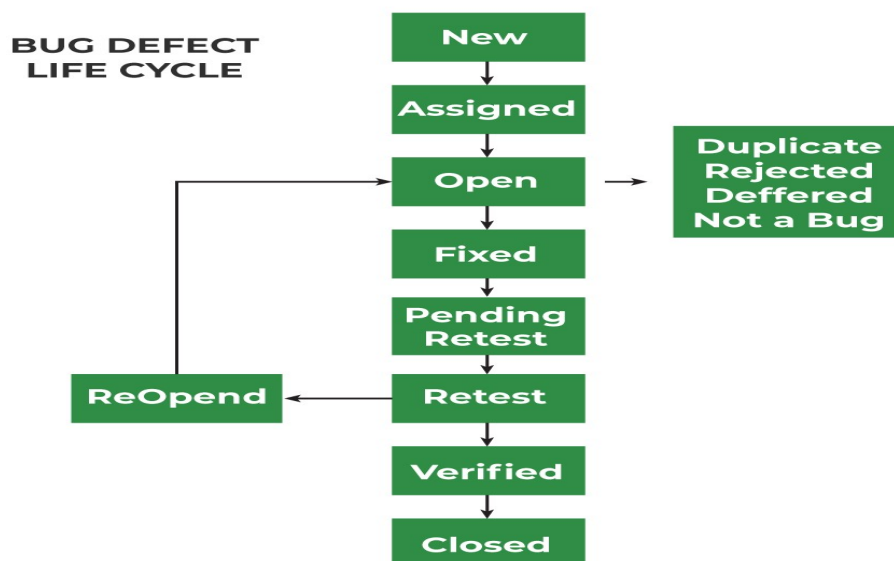 BUG DEFECT
LIFE CYCLE
New
Assigned
Open
Duplicate
Rejected
Deffered
Not a Bug
Fixed
Pending
Retest
ReOpend
Retest
Verified
Closed